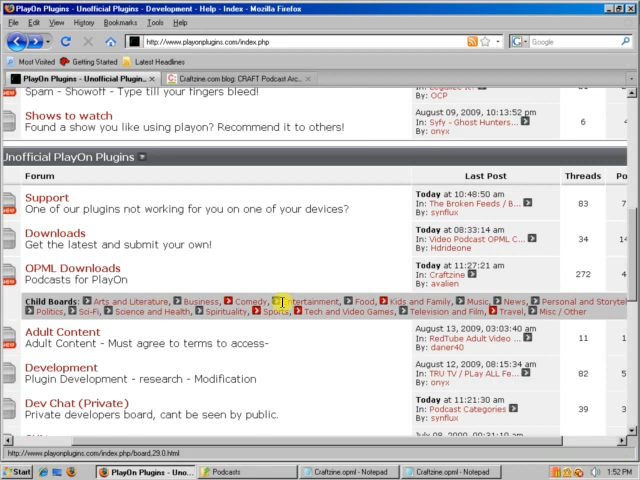 PlayOn Plugins - Unofficial Plugins - Development - Help - Index - Mozilla Firefox
File Edit View History Bookmarks Tools Help
http://www.playonplugins.com/index.php
Google
Most Visited Getting Started Latest Headlines
PlayOn Plugins - Unofficial Plugin... Craftzine.com blog: CRAFT Podcast Arc...
Spam - Showoff - Type till your fingers bleed!
By: OCP
Shows to watch
Found a show you like using playon? Recommend it to others!
August 09, 2009, 10:13:52 pm
In: Syfy - Ghost Hunters...
By: onyx
6
Unofficial PlayOn Plugins
Forum Last Post Threads Po
Support
One of our plugins not working for you on one of your devices?
Today at 10:48:50 am
In: The Broken Feeds / B...
By: synflux
83
Downloads
Get the latest and submit your own!
Today at 08:33:14 am
In: Video Podcast OPML C...
By: Hdrideone
34
14
OPML Downloads
Podcasts for PlayOn
Today at 11:27:21 am
In: Craftzine
By: avalien
272
4
Child Boards: Arts and Literature, Business, Comedy, Entertainment, Food, Kids and Family, Music, News, Personal and Storytel
Politics, Sci-Fi, Science and Health, Spirituality, Sports, Tech and Video Games, Television and Film, Travel, Misc / Other
Adult Content
Adult Content - Must agree to terms to access-
August 13, 2009, 03:03:40 am
In: RedTube Adult Video ...
By: daner40
11
1
Development
Plugin Development - research - Modification
August 12, 2009, 08:15:34 pm
In: TRU TV / PLay ALL Fe...
By: onyx
82
5
Dev Chat (Private)
Private developers board, cant be seen by public.
Today at 11:21:30 am
In: Podcast Categories
By: synflux
39
3
http://www.playonplugins.com/index.php/board,29.0.html
Start PlayOn Plugins - Uno... Podcasts Craftzine.opml - Notepad Craftzine.opml - Notepad 1:52 PM